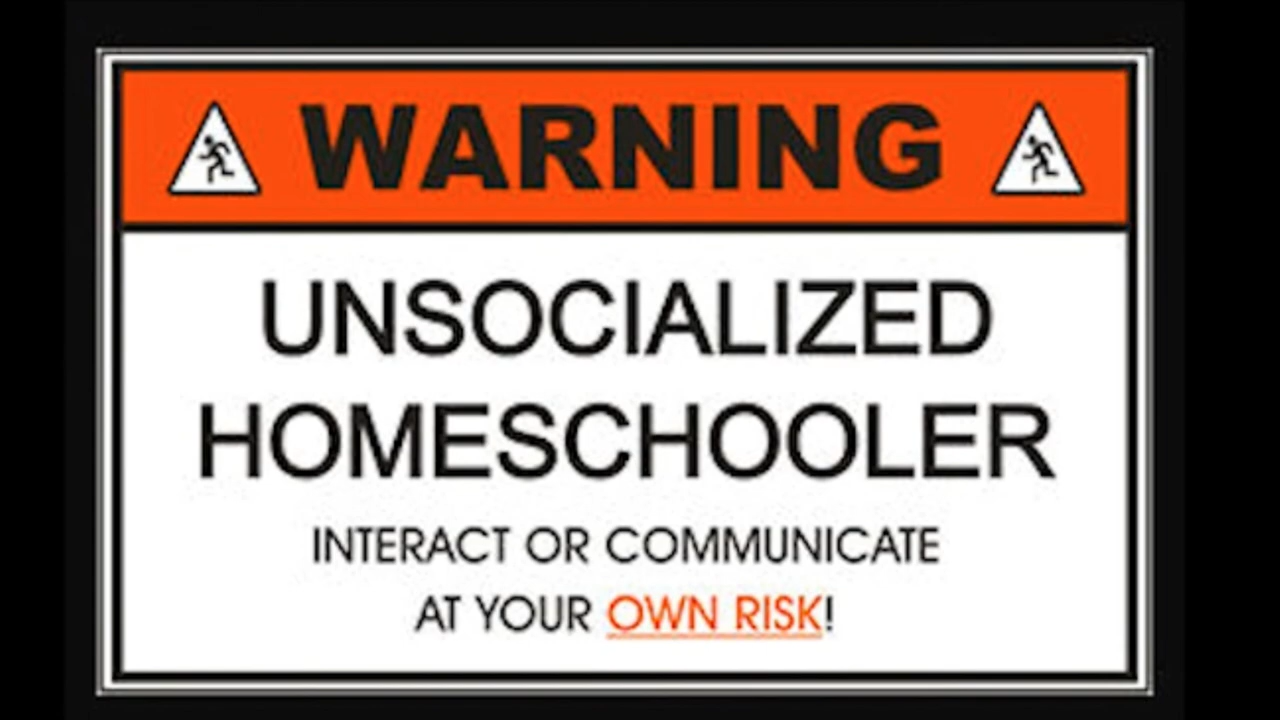 WARNING
UNSOCIALIZED
HOMESCHOOLER
INTERACT OR COMMUNICATE
AT YOUR OWN RISK!